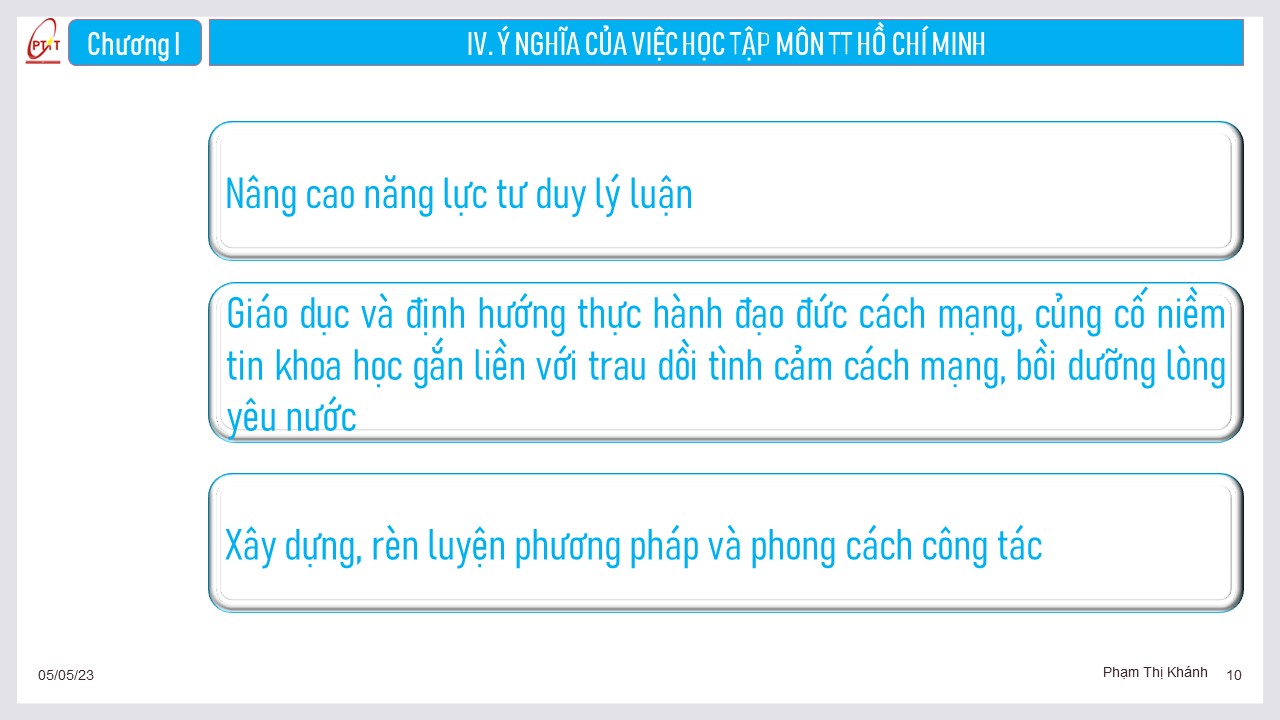 PTIT
Chương I
IV. Ý NGHĨA CỦA VIỆC HỌC TẬP MÔN TT HỒ CHÍ MINH
Nâng cao năng lực tư duy lý luận
Giáo dục và định hướng thực hành đạo đức cách mạng, củng cố niềm
tin khoa học gắn liền với trau dồi tình cảm cách mạng, bồi dưỡng lòng
yêu nước
Xây dựng, rèn luyện phương pháp và phong cách công tác
05/05/23
Phạm Thị Khánh
10